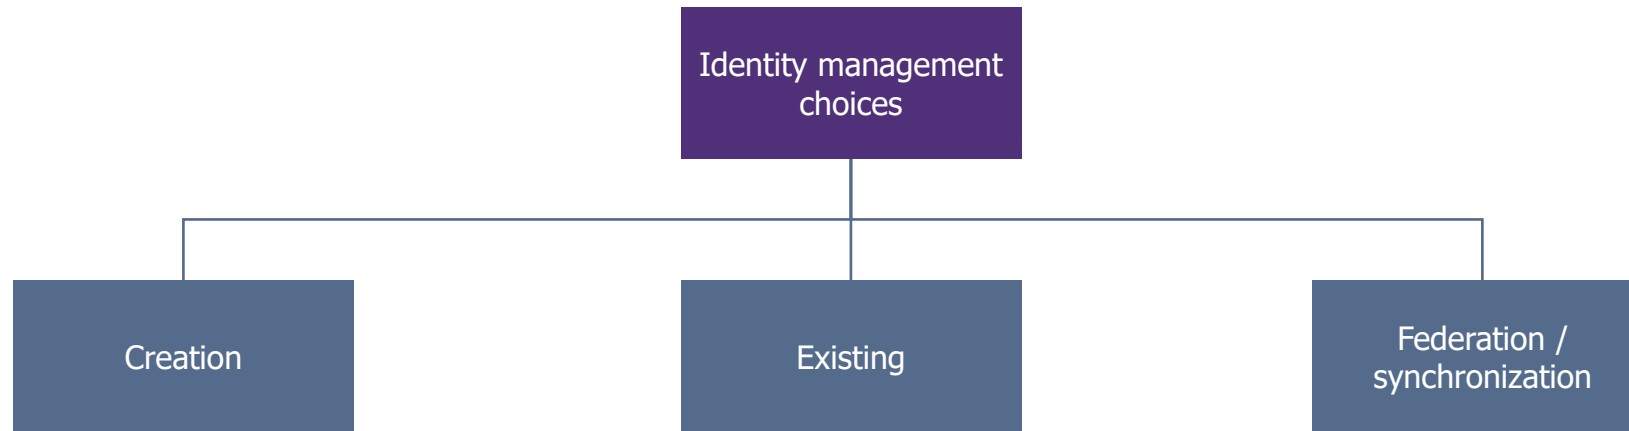 Identity management
choices
Creation
Existing
Federation /
synchronization